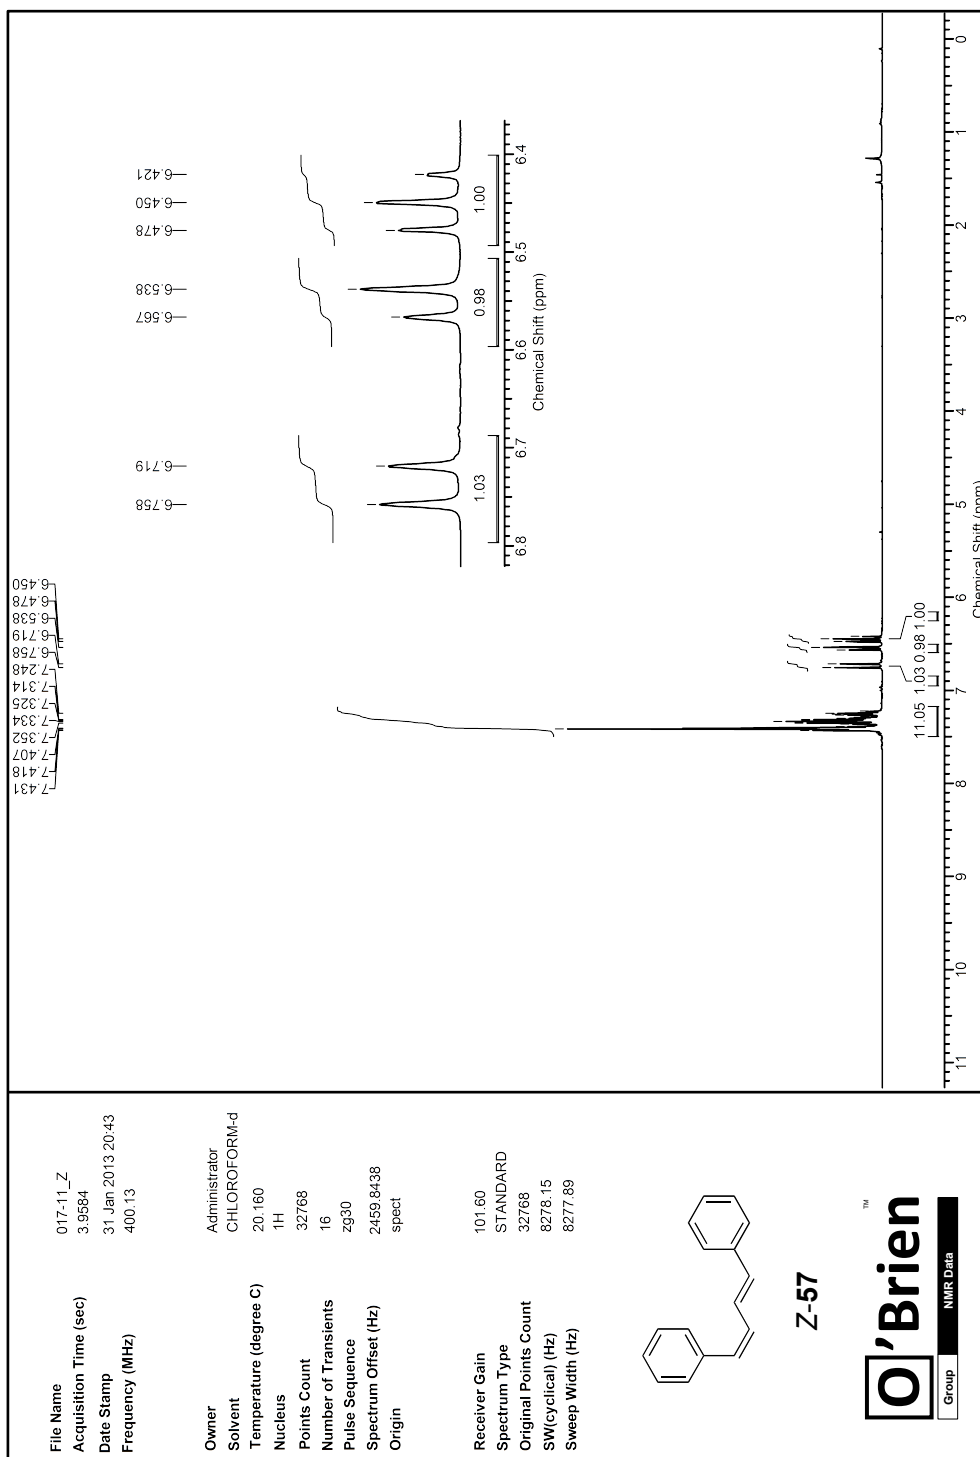 File Name 017-11_Z
Acquisition Time (sec) 3.9584
Date Stamp 31 Jan 2013 20:43
Frequency (MHz) 400.13
Owner Administrator
Solvent CHLOROFORM-d
Temperature (degree C) 20.160
Nucleus 1H
Points Count 32768
Number of Transients 16
Pulse Sequence zg30
Spectrum Offset (Hz) 2459.8438
Origin spect
Receiver Gain 101.60
Spectrum Type STANDARD
Original Points Count 32768
SW(cyclical) (Hz) 8278.15
Sweep Width (Hz) 8277.89
Z-57
O'Brien ™
Group NMR Data
7.431
7.418
7.407
7.352
7.334
7.325
7.314
7.248
6.758
6.719
6.538
6.478
6.450
6.758
6.719
6.567
6.538
6.478
6.450
6.421
1.03 0.98 1.00
6.8 6.7 6.6 6.5 6.4
Chemical Shift (ppm)
11.05 1.03 0.98 1.00
11 10 9 8 7 6 5 4 3 2 1 0
Chemical Shift (ppm)